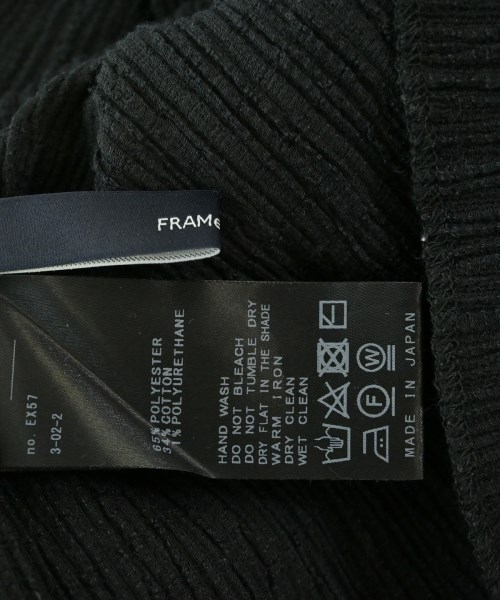 FRAMe
no. EX57
3-02-2
65% POLYESTER
34% COTTON
1% POLYURETHANE
HAND WASH
DO NOT BLEACH
DO NOT TUMBLE DRY
DRY FLAT IN THE SHADE
WARM IRON
DRY CLEAN
WET CLEAN
F
W
MADE IN JAPAN